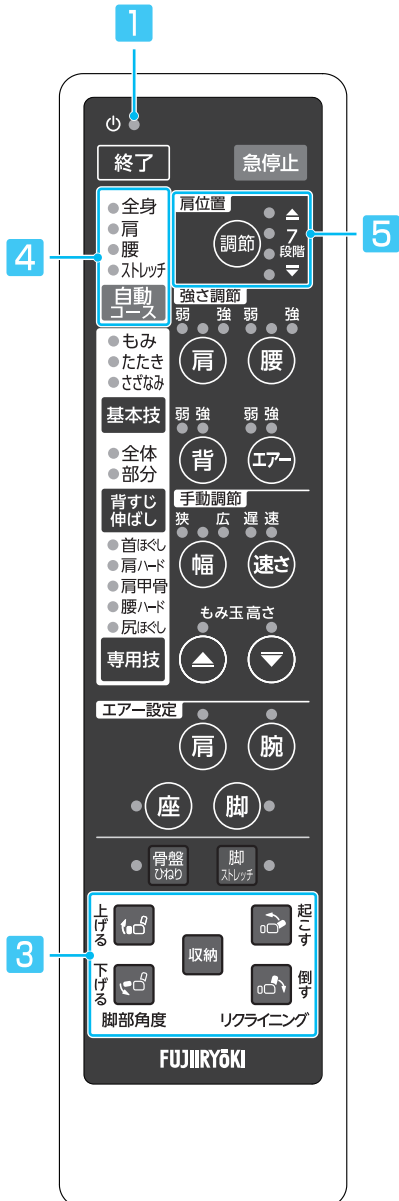 1
終了
急停止
4
全身
肩
腰
ストレッチ
自動
コース
肩位置
調節
7
段階
5
強さ調節
弱 強
弱 強
肩
腰
もみ
たたき
さざなみ
基本技
弱 強
弱 強
背
エアー
全体
部分
背すじ
伸ばし
手動調節
狭 広
遅 速
幅
速さ
首ほぐし
肩ハード
肩甲骨
腰ハード
尻ほぐし
専用技
もみ玉高さ
エアー設定
肩
腕
座
脚
骨盤
ひねり
脚
ストレッチ
3
上げる
下げる
収納
起こす
倒す
脚部角度
リクライニング
FUJIIRYŌKI